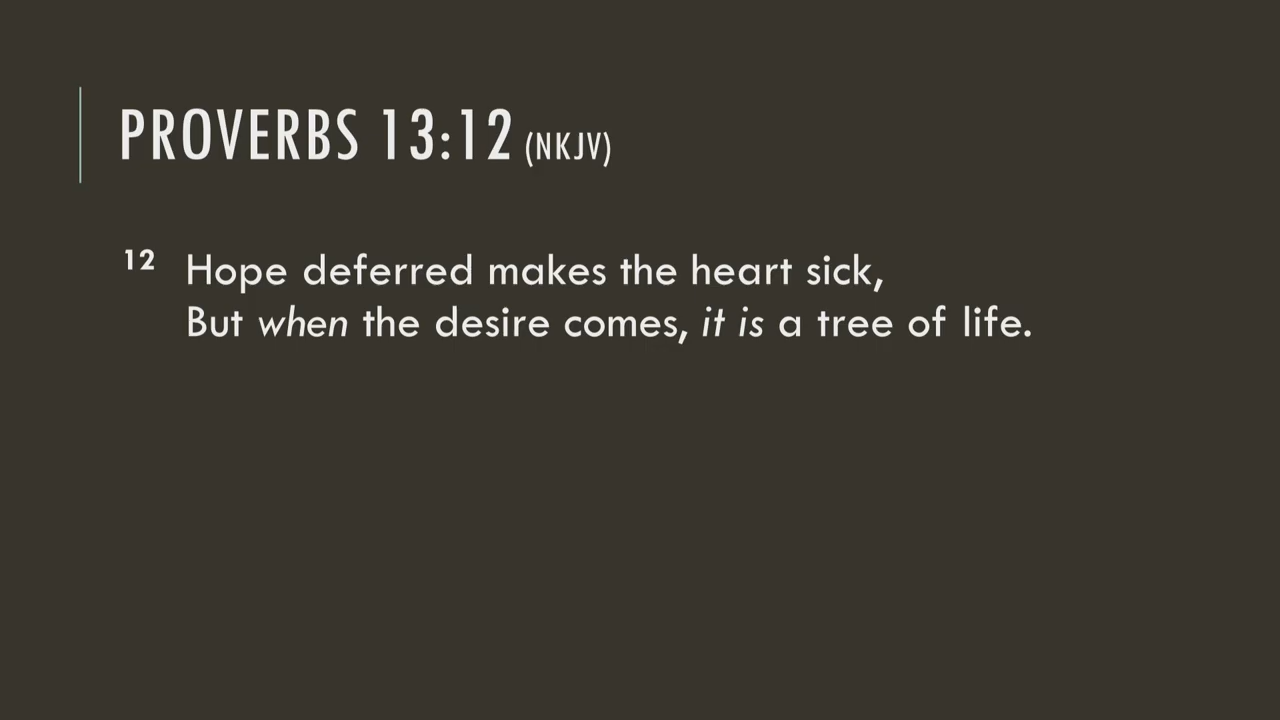 PROVERBS 13:12 (NKJV)
12 Hope deferred makes the heart sick,
But when the desire comes, it is a tree of life.